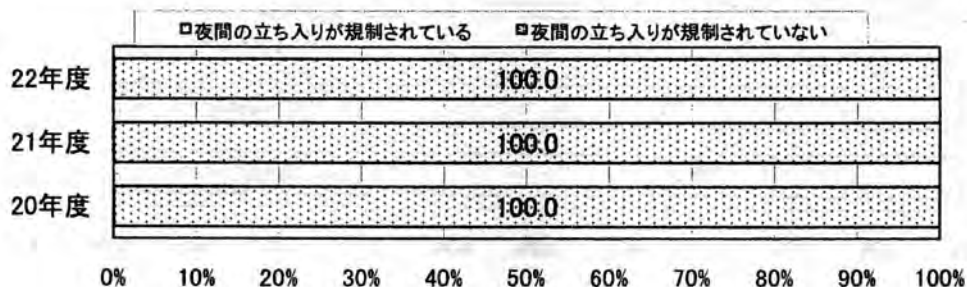 □夜間の立ち入りが規制されている ▣夜間の立ち入りが規制されていない
22年度 100.0
21年度 100.0
20年度 100.0
0% 10% 20% 30% 40% 50% 60% 70% 80% 90% 100%